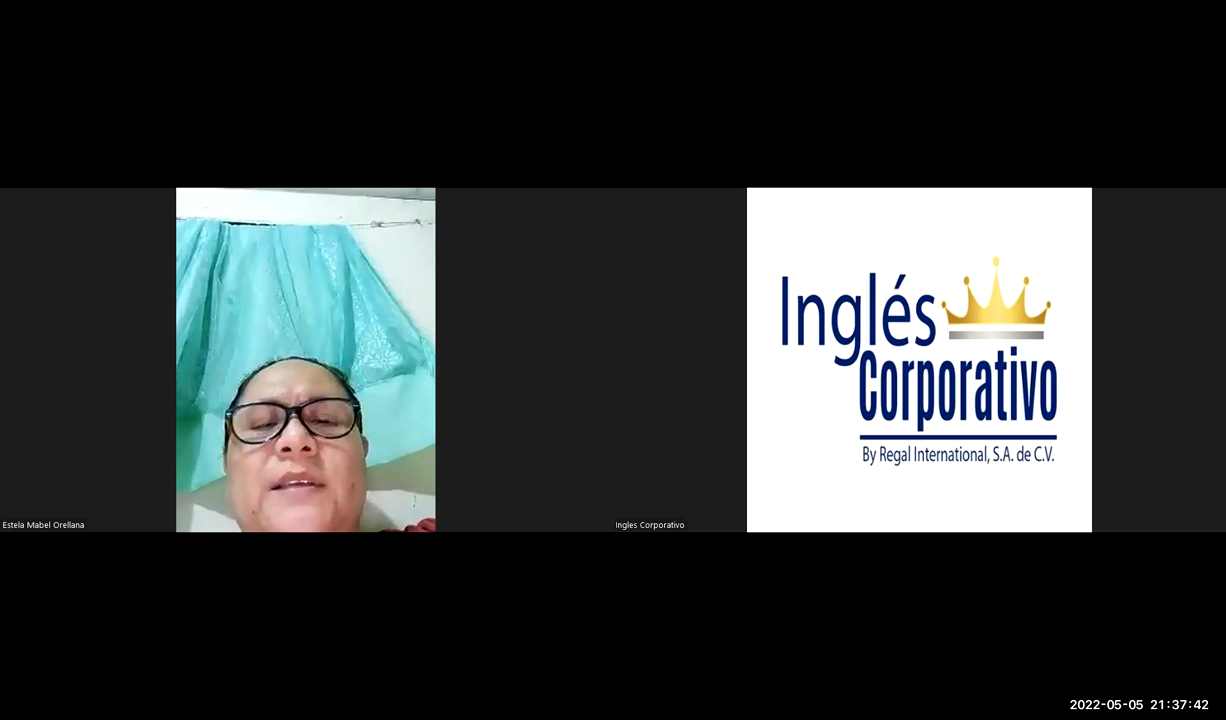 Inglés
Corporativo
By Regal International, S.A. de C.V.
Estela Mabel Orellana
Ingles Corporativo
2022-05-05 21:37:42